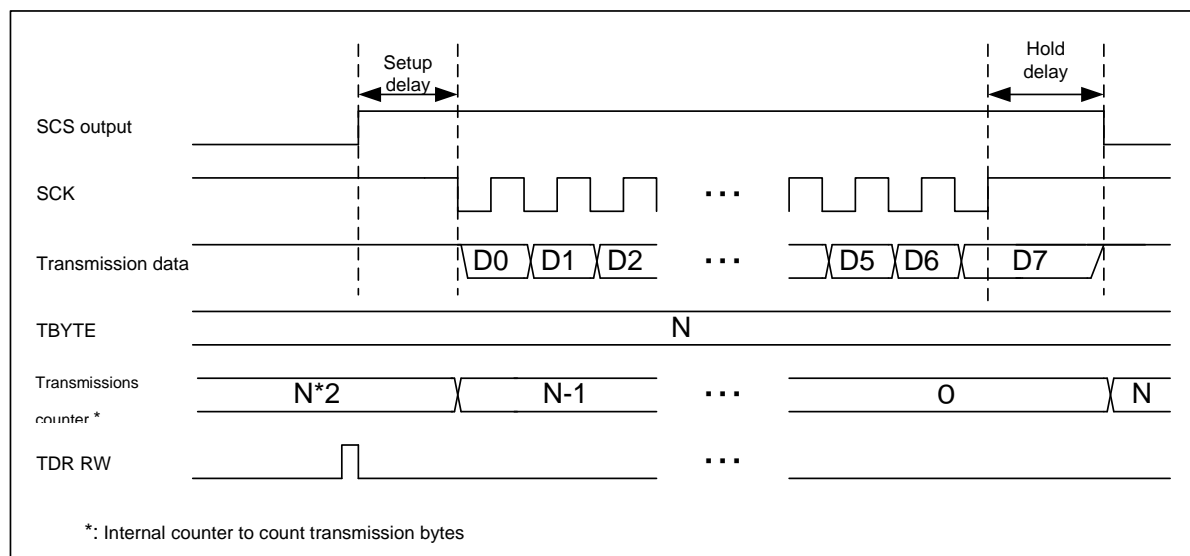 Setup
delay
Hold
delay
SCS output
SCK
...
Transmission data
D0 D1 D2 ... D5 D6 D7
TBYTE
N
Transmissions
counter *
N*2 N-1 ... 0 N
TDR RW
...
*: Internal counter to count transmission bytes